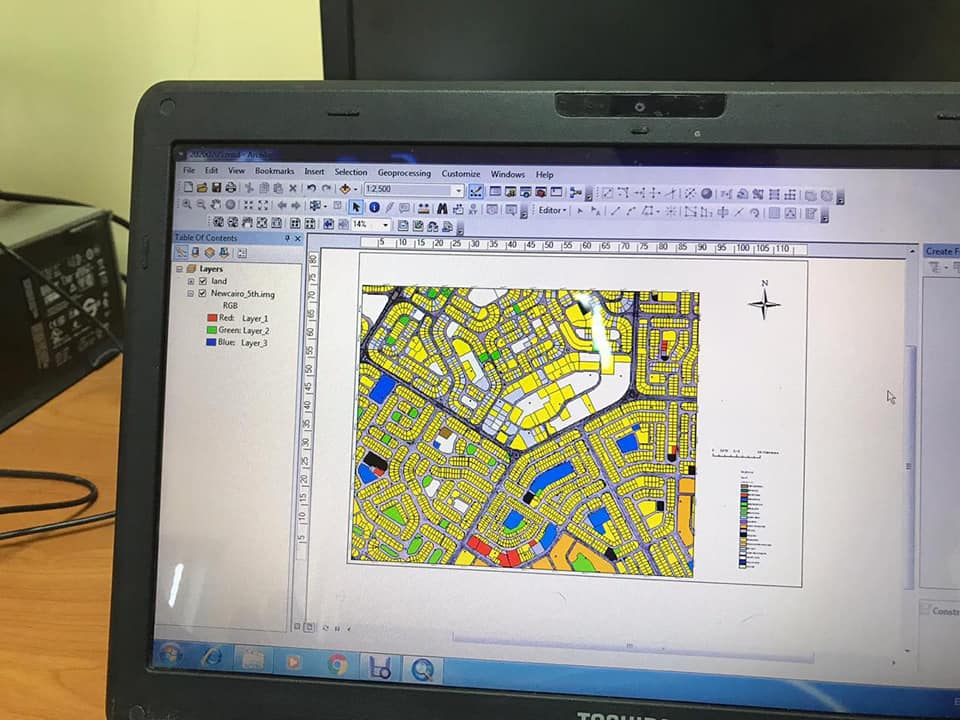 File Edit View Bookmarks Insert Selection Geoprocessing Customize Windows Help
1:2,500
Editor
14%
Table Of Contents
Create F
5 10 15 20 25 30 35 40 45 50 55 60 65 70 75 80 85 90 95 100 105 110
Layers
land
Newcairo_5th.img
RGB
Red: Layer_1
Green: Layer_2
Blue: Layer_3
80
75
70
65
60
55
50
45
40
35
30
25
20
15
10
5
N
Constr
TOSHIB